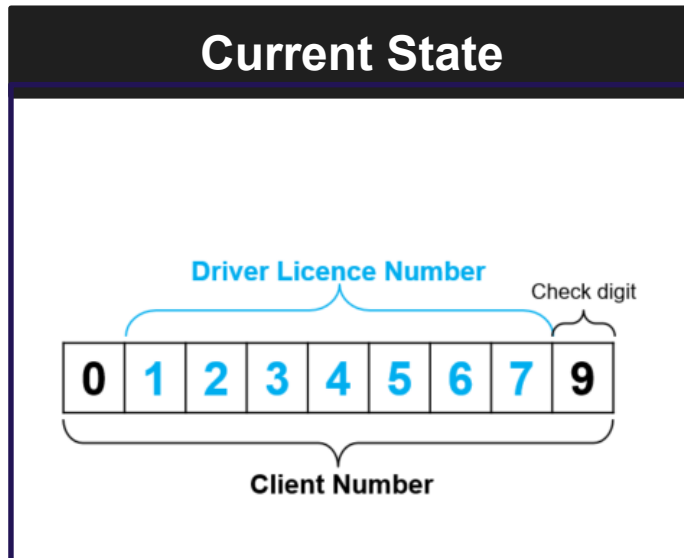 Current State
Driver Licence Number
Check digit
0 1 2 3 4 5 6 7 9
Client Number